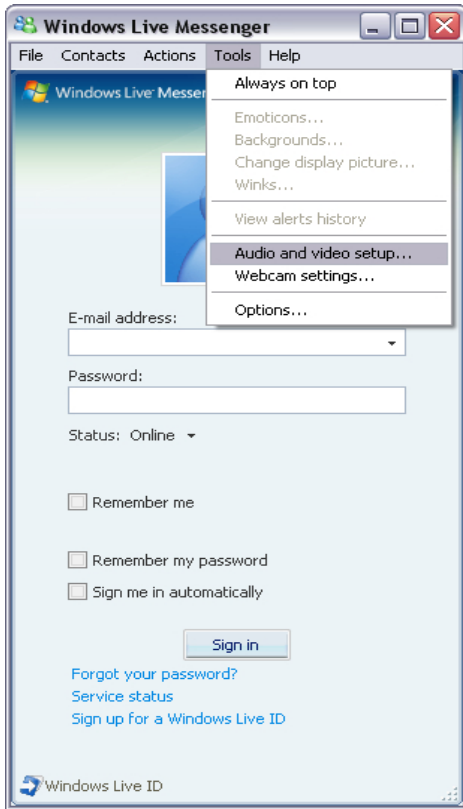 Windows Live Messenger
File Contacts Actions Tools Help
Windows Live Messer
Always on top
Emoticons...
Backgrounds...
Change display picture...
Winks...
View alerts history
Audio and video setup...
Webcam settings...
Options...
E-mail address:
Password:
Status: Online
Remember me
Remember my password
Sign me in automatically
Sign in
Forgot your password?
Service status
Sign up for a Windows Live ID
Windows Live ID